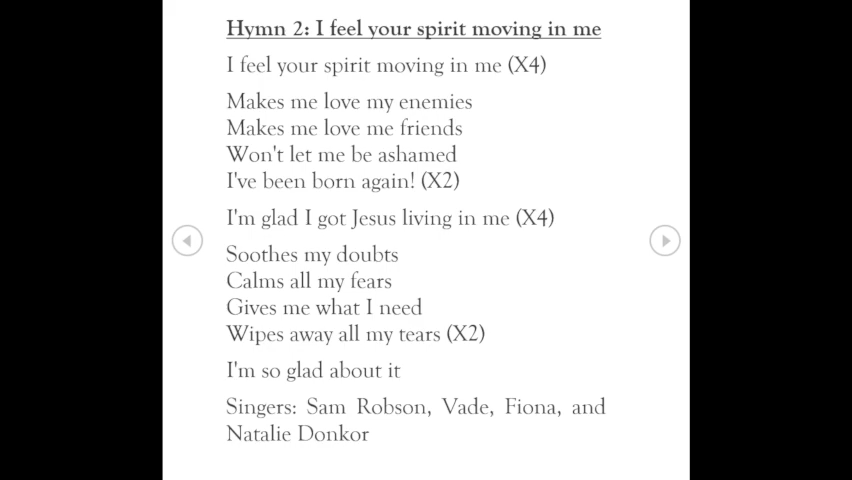 Hymn 2: I feel your spirit moving in me
I feel your spirit moving in me (X4)
Makes me love my enemies
Makes me love me friends
Won't let me be ashamed
I've been born again! (X2)
I'm glad I got Jesus living in me (X4)
Soothes my doubts
Calms all my fears
Gives me what I need
Wipes away all my tears (X2)
I'm so glad about it
Singers: Sam Robson, Vade, Fiona, and
Natalie Donkor